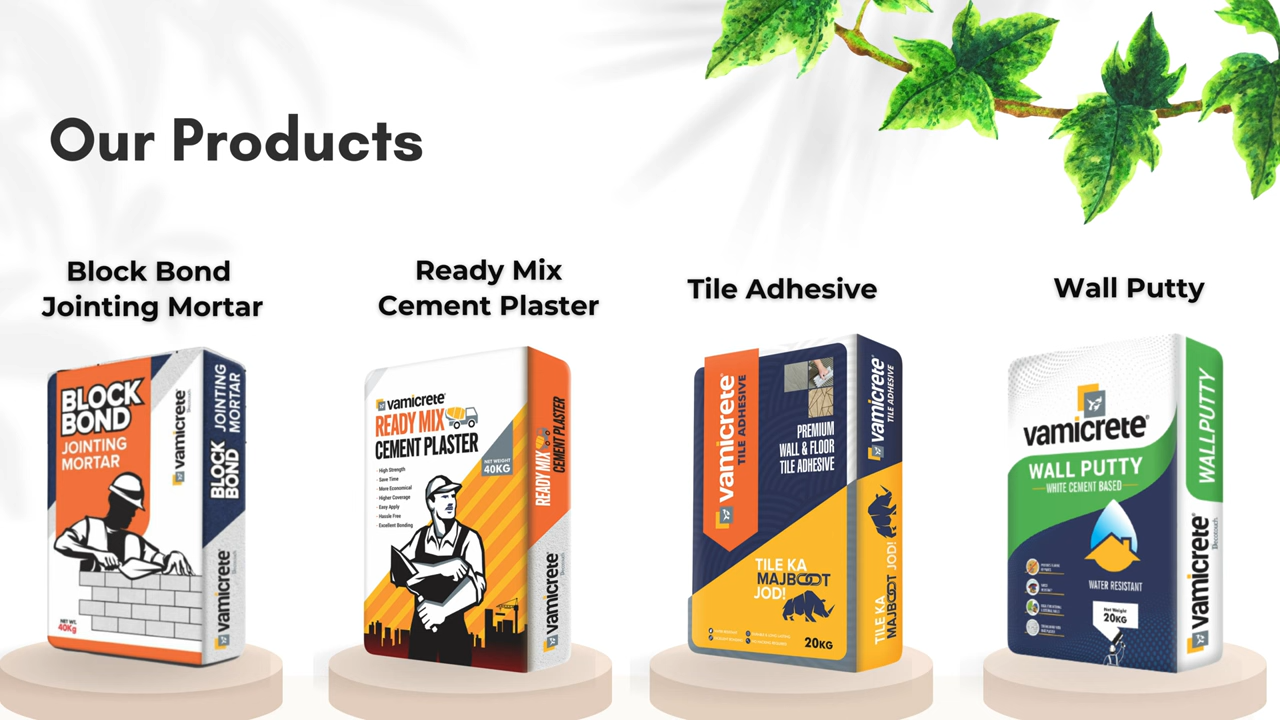 Our Products
Block Bond
Jointing Mortar
Ready Mix
Cement Plaster
Tile Adhesive
Wall Putty
BLOCK
BOND
JOINTING
MORTAR
vamicrete
NET WT.
40Kg
BLOCK
BOND
JOINTING
MORTAR
vamicrete
vamicrete®
READY MIX
CEMENT PLASTER
- High Strength
- Save Time
- More Economical
- Higher Coverage
- Easy Apply
- Hassle Free
- Excellent Bonding
NET WEIGHT
40KG
READY MIX
CEMENT PLASTER
vamicrete
vamicrete®
TILE ADHESIVE
PREMIUM
WALL & FLOOR
TILE ADHESIVE
TILE KA
MAJBOOT
JOD!
20KG
vamicrete®
TILE ADHESIVE
TILE KA
MAJBOOT JOD!
vamicrete®
WALL PUTTY
WHITE CEMENT BASED
WATER RESISTANT
Net Weight
20KG
WALLPUTTY
vamicrete®